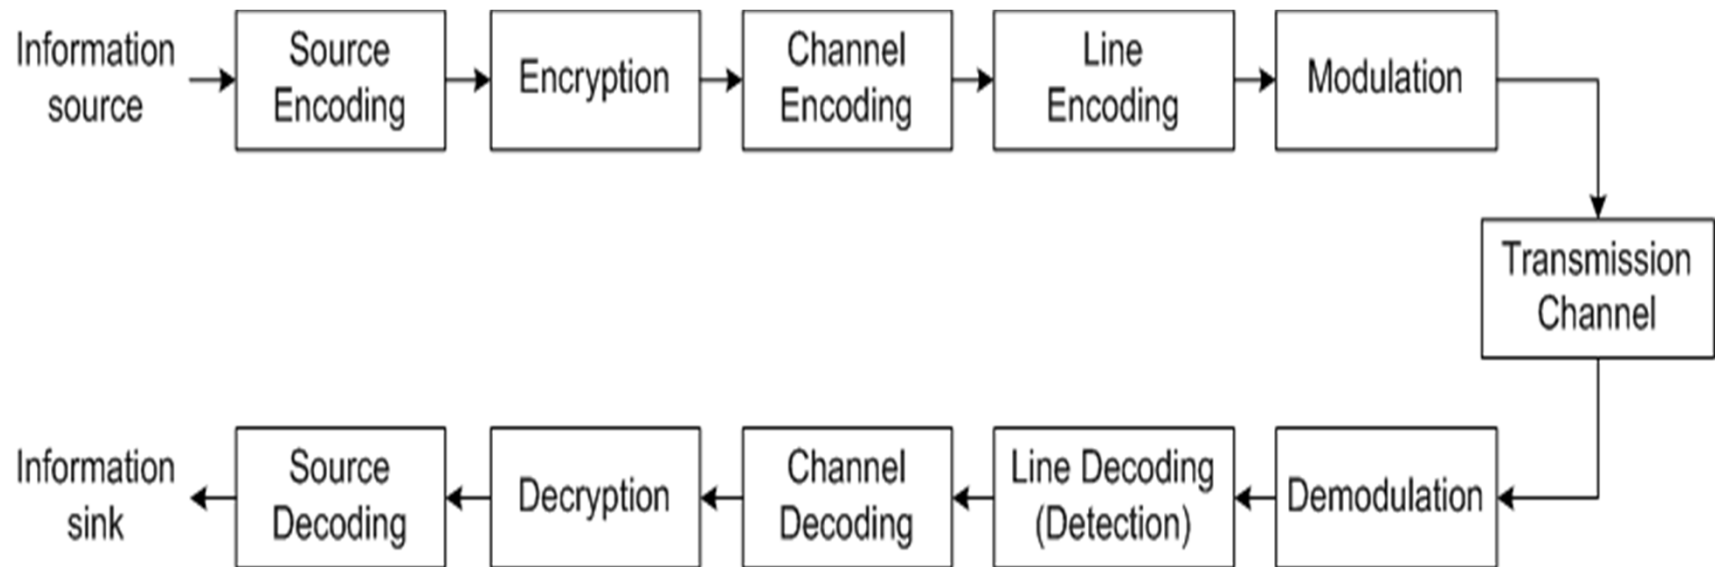 Information
source
Source
Encoding
Encryption
Channel
Encoding
Line
Encoding
Modulation
Transmission
Channel
Information
sink
Source
Decoding
Decryption
Channel
Decoding
Line Decoding
(Detection)
Demodulation